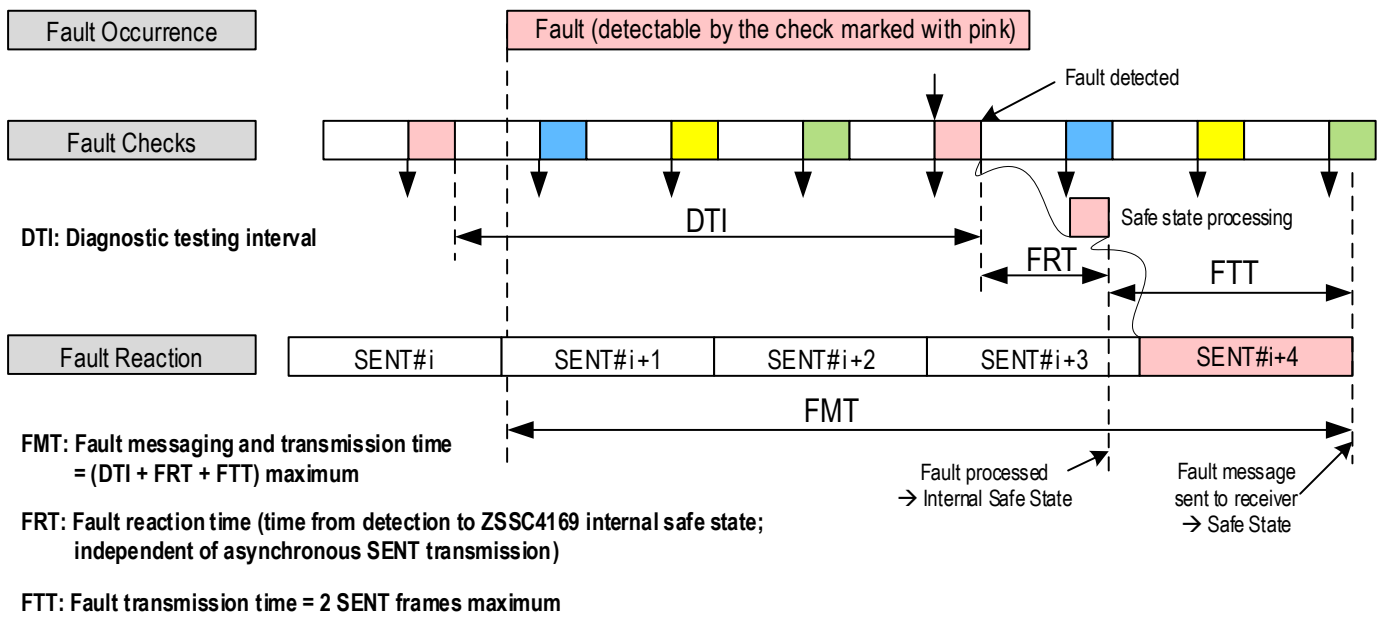 Fault Occurrence
Fault (detectable by the check marked with pink)
Fault detected
Fault Checks
DTI
Safe state processing
DTI: Diagnostic testing interval
FRT
FTT
Fault Reaction
SENT#i
SENT#i+1
SENT#i+2
SENT#i+3
SENT#i+4
FMT
FMT: Fault messaging and transmission time
= (DTI + FRT + FTT) maximum
Fault processed
→ Internal Safe State
Fault message
sent to receiver
→ Safe State
FRT: Fault reaction time (time from detection to ZSSC4169 internal safe state;
independent of asynchronous SENT transmission)
FTT: Fault transmission time = 2 SENT frames maximum